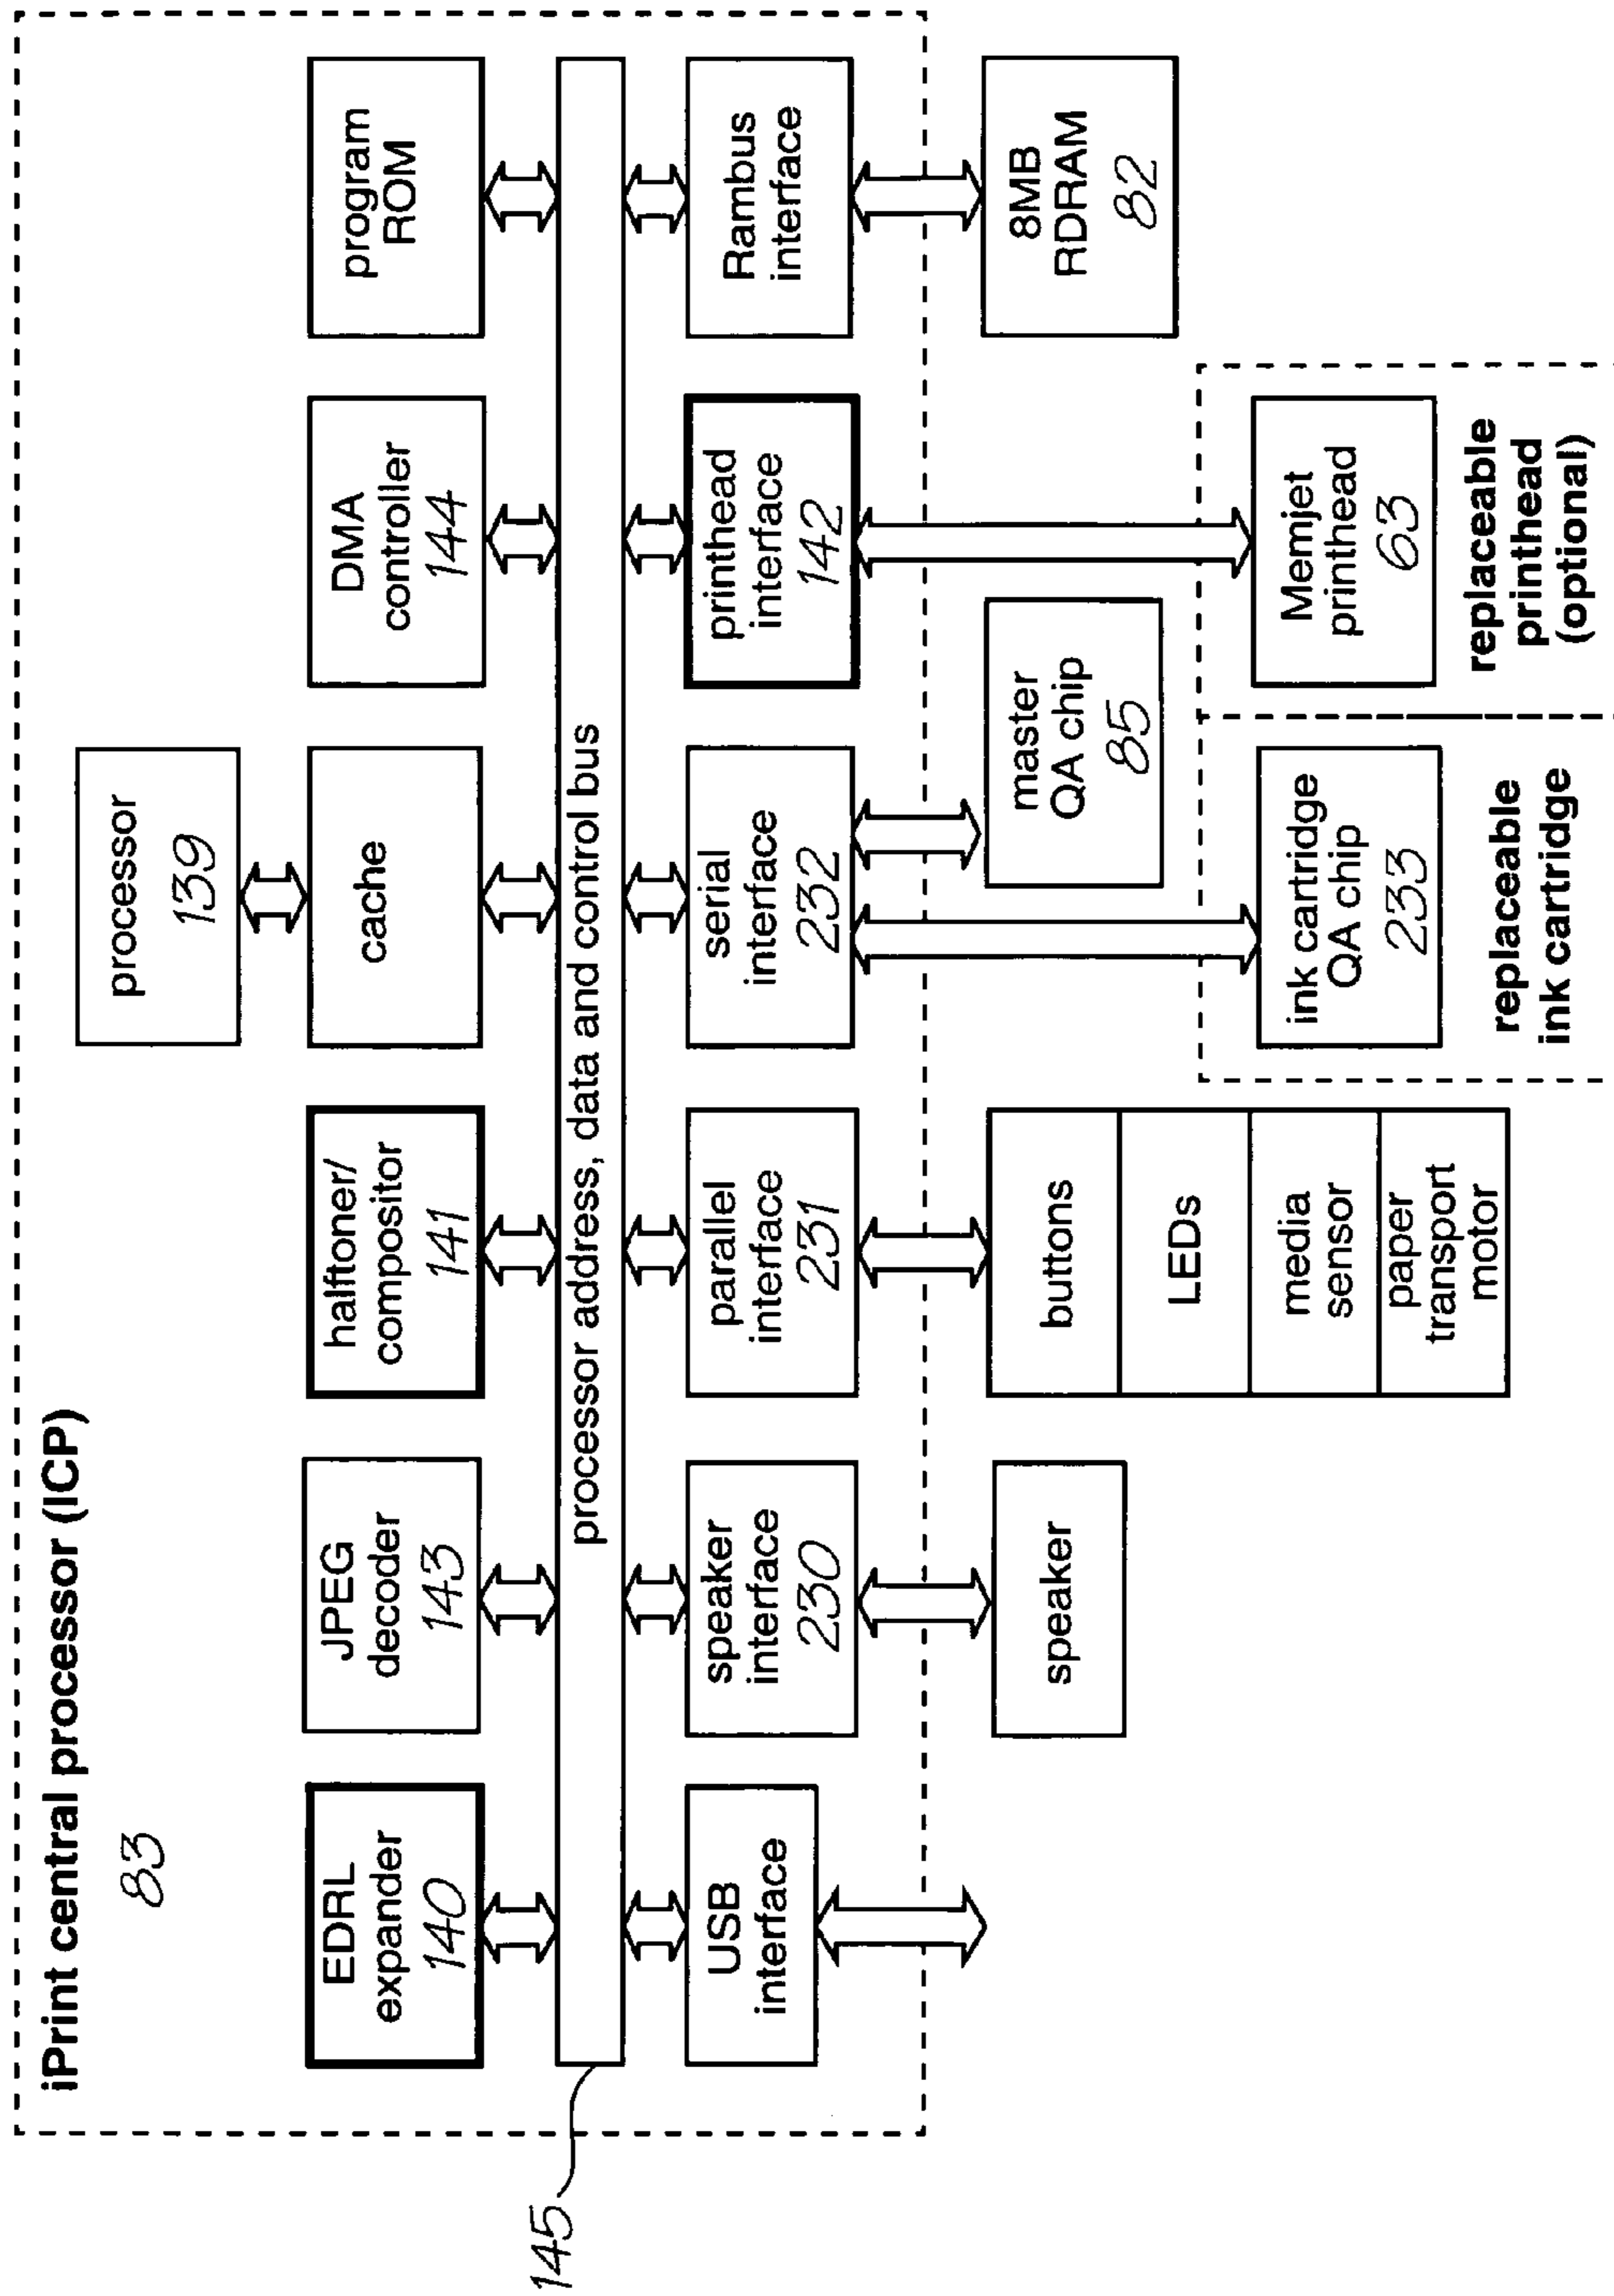 iPrint central processor (ICP)
83
processor
139
EDRL
expander
140
JPEG
decoder
143
halftoner/
compositor
141
cache
DMA
controller
144
program
ROM
145
processor address, data and control bus
USB
interface
speaker
interface
230
parallel
interface
231
serial
interface
232
printhead
interface
142
Rambus
interface
speaker
buttons
LEDs
media
sensor
paper
transport
motor
master
QA chip
85
8MB
RDRAM
82
ink cartridge
QA chip
233
replaceable
ink cartridge
Memjet
printhead
63
replaceable
printhead
(optional)